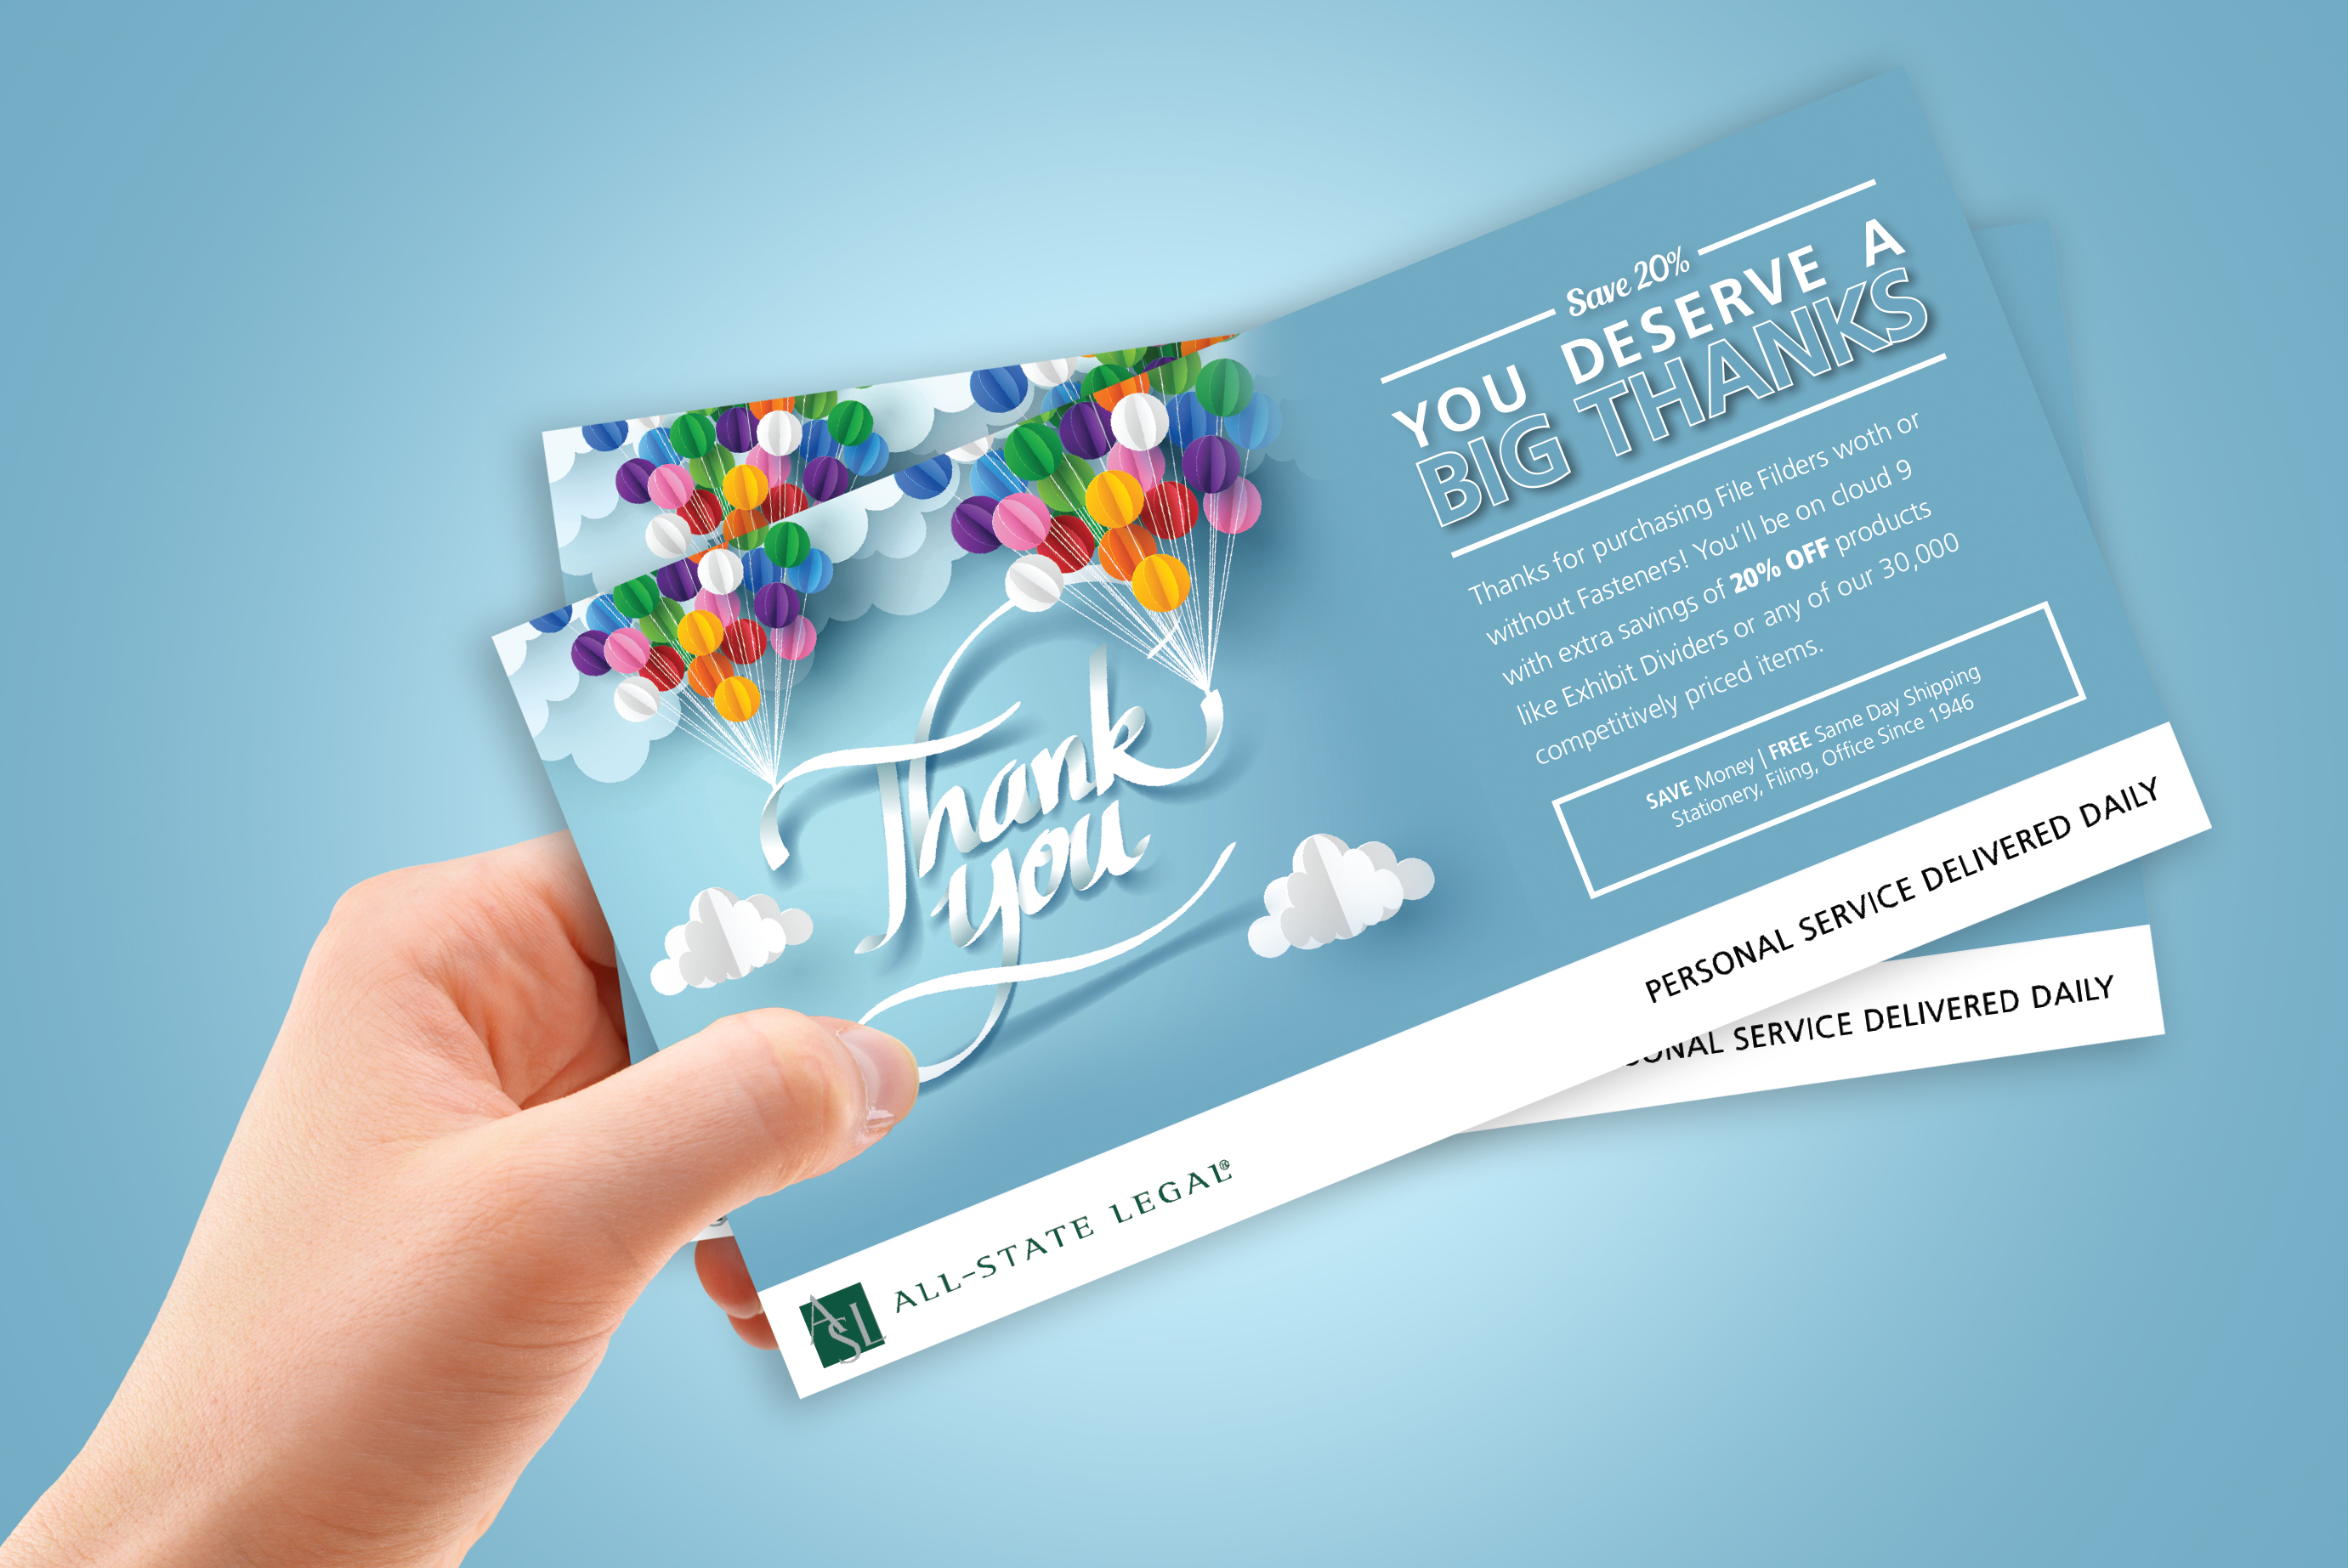 Thank
you
Save 20%
YOU DESERVE A
BIG THANKS
Thanks for purchasing File Filders woth or
without Fasteners! You'll be on cloud 9
with extra savings of 20% OFF products
like Exhibit Dividers or any of our 30,000
competitively priced items.
SAVE Money | FREE Same Day Shipping
Stationery, Filing, Office Since 1946
PERSONAL SERVICE DELIVERED DAILY
ASL
ALL-STATE LEGAL®
SERVICE DELIVERED DAILY